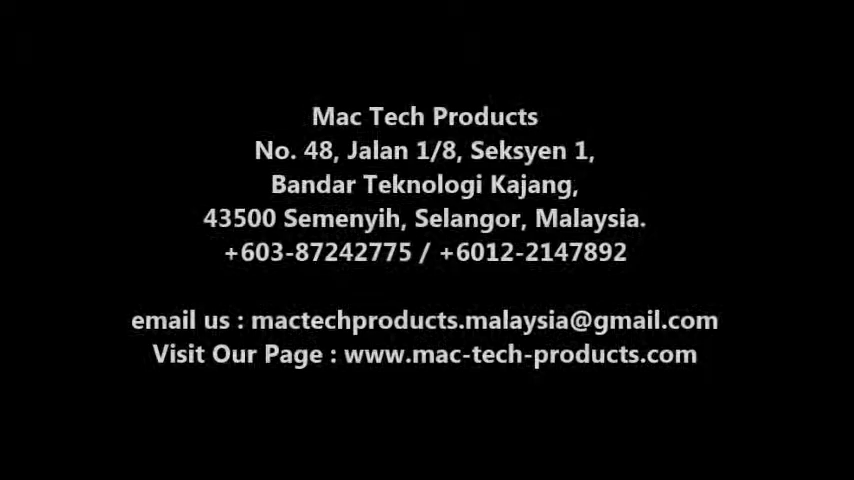 Mac Tech Products
No. 48, Jalan 1/8, Seksyen 1,
Bandar Teknologi Kajang,
43500 Semenyih, Selangor, Malaysia.
+603-87242775 / +6012-2147892
email us : mactechproducts.malaysia@gmail.com
Visit Our Page : www.mac-tech-products.com